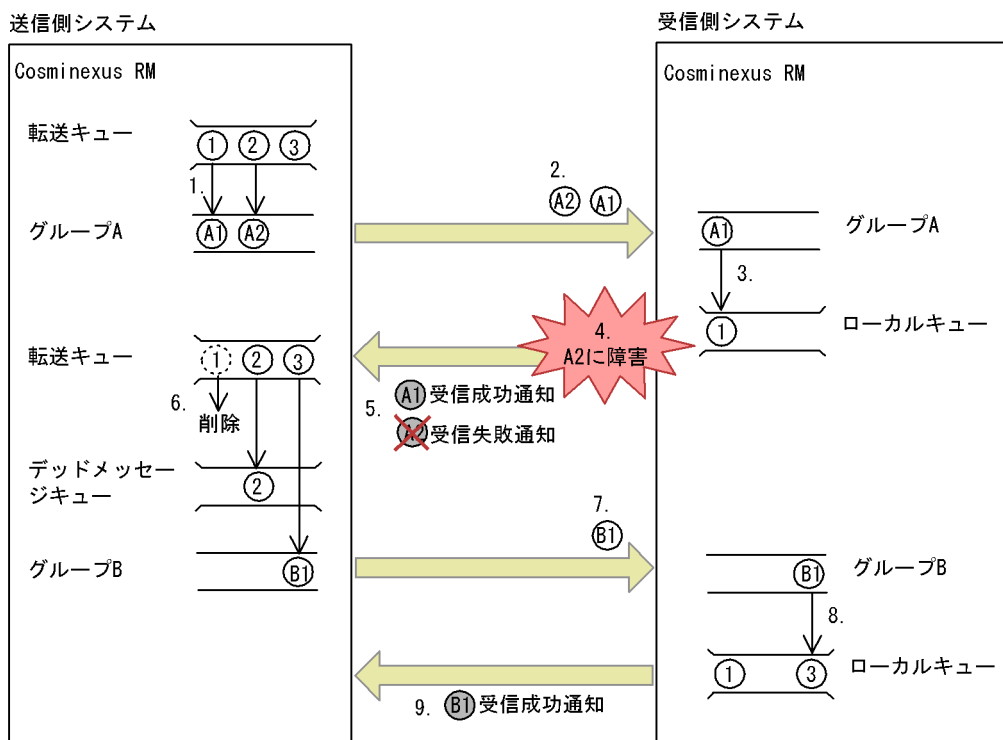 送信側システム
受信側システム
Cosminexus RM
Cosminexus RM
転送キュー
1 2 3
1.
グループA
A1 A2
2.
A2 A1
A1
グループA
3.
1
ローカルキュー
4.
A2に障害
転送キュー
1 2 3
6.
削除
5.
A1 受信成功通知
A2 受信失敗通知
デッドメッセー
ジキュー
2
7.
B1
グループB
B1
B1
グループB
8.
1 3
ローカルキュー
9. B1 受信成功通知